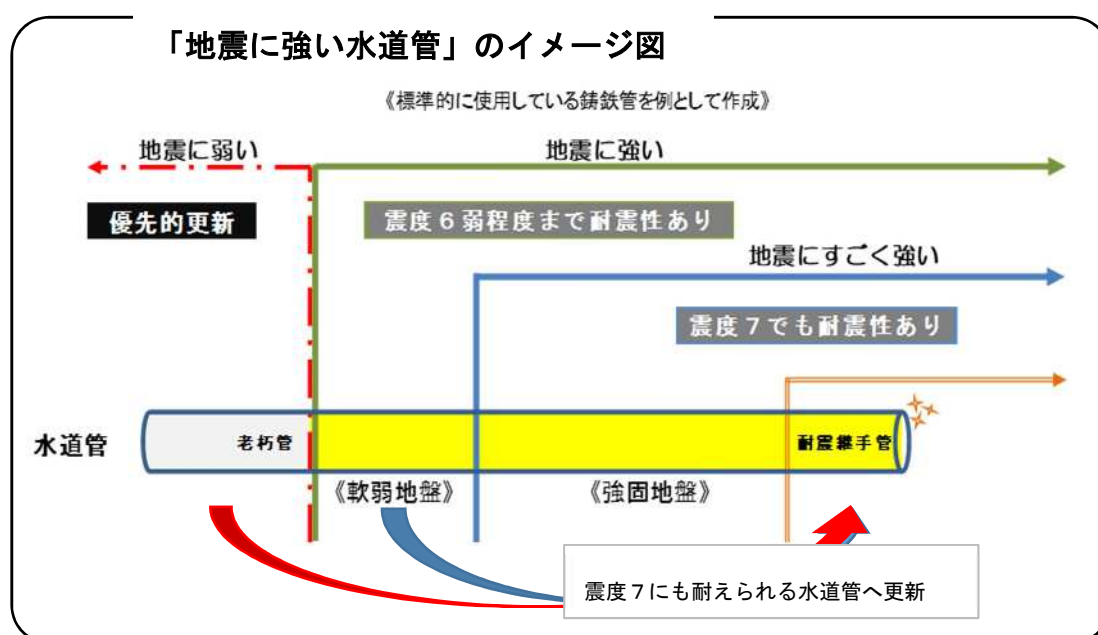 「地震に強い水道管」のイメージ図
《標準的に使用している鋳鉄管を例として作成》
地震に弱い
地震に強い
優先的更新
震度６弱程度まで耐震性あり
地震にすごく強い
震度７でも耐震性あり
水道管
老朽管
耐震継手管
《軟弱地盤》
《強固地盤》
震度７にも耐えられる水道管へ更新